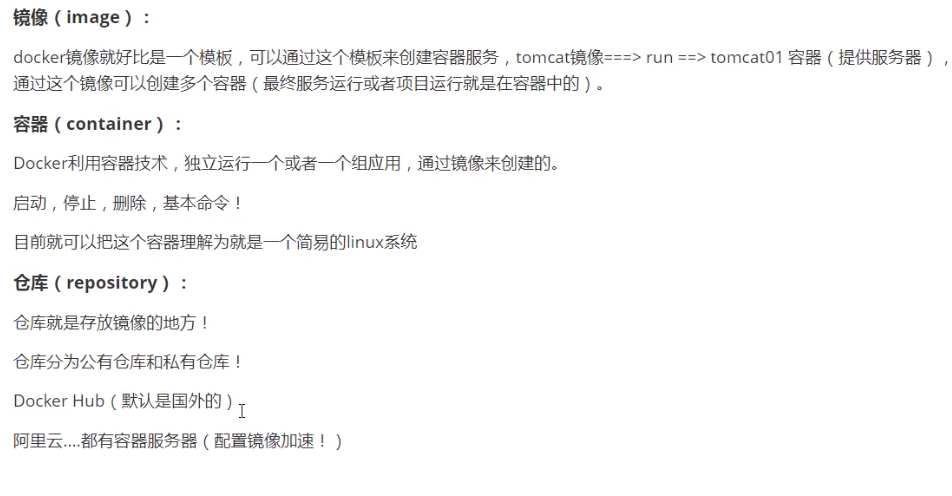 镜像（image）：
docker镜像就好比是一个模板，可以通过这个模板来创建容器服务，tomcat镜像===> run ==> tomcat01 容器（提供服务器），
通过这个镜像可以创建多个容器（最终服务运行或者项目运行就是在容器中的）。
容器（container）：
Docker利用容器技术，独立运行一个或者一个组应用，通过镜像来创建的。
启动，停止，删除，基本命令！
目前就可以把这个容器理解为就是一个简易的linux系统
仓库（repository）：
仓库就是存放镜像的地方！
仓库分为公有仓库和私有仓库！
Docker Hub（默认是国外的）
阿里云....都有容器服务器（配置镜像加速！）